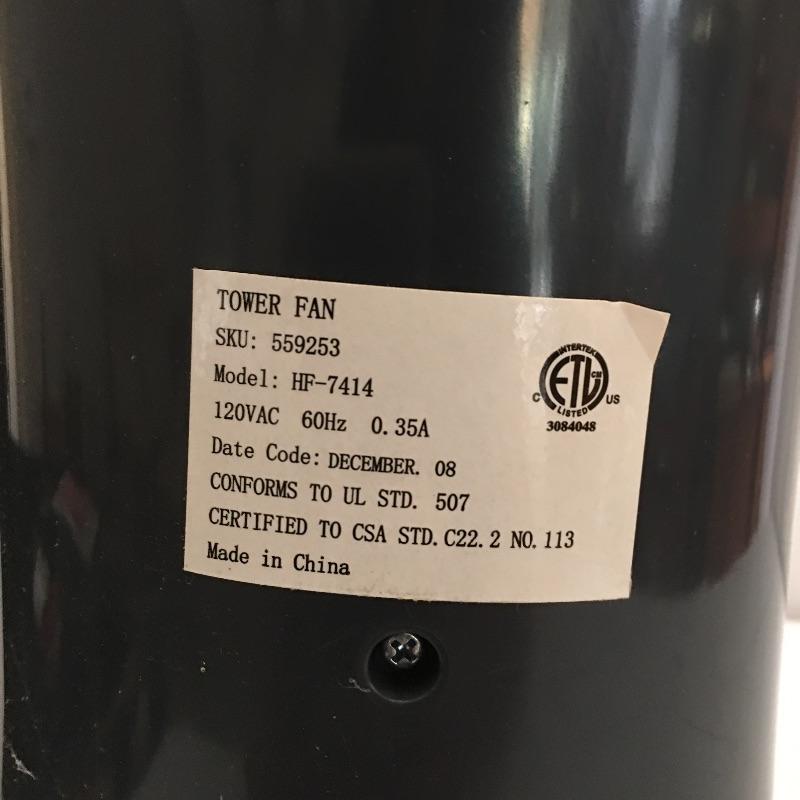 TOWER FAN
SKU: 559253
Model: HF-7414
120VAC 60Hz 0.35A
Date Code: DECEMBER. 08
CONFORMS TO UL STD. 507
CERTIFIED TO CSA STD. C22.2 NO. 113
Made in China
INTERTEK
ETL CM
C US
LISTED
3084048